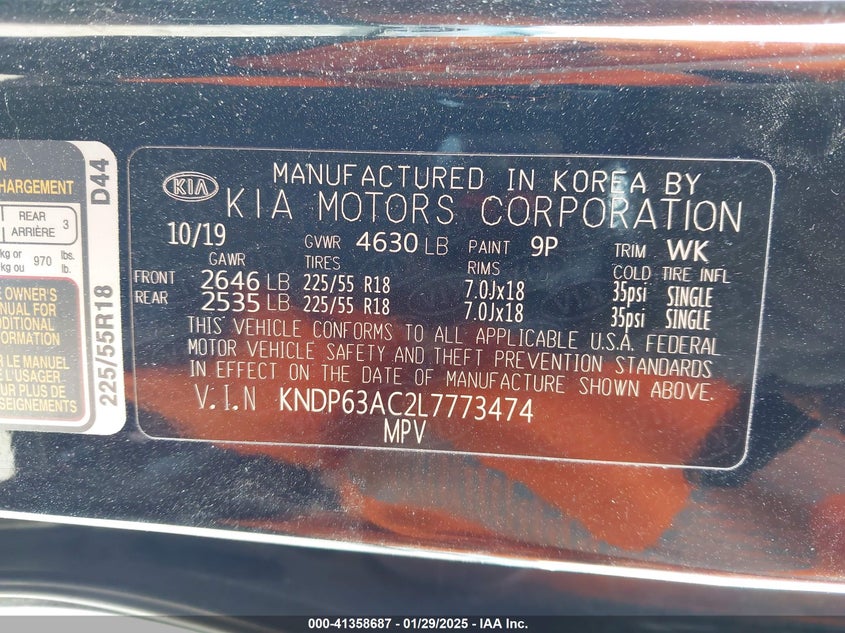 N
HARGEMENT
REAR
ARRIÈRE 3
kg or 970 lbs.
kg ou lb.
E OWNER'S
ANUAL FOR
DDITIONAL
ORMATION
R LE MANUEL
L'USAGER
PLUS DE
SEIGNEMENTS
225/55R18 D44
KIA
MANUFACTURED IN KOREA BY
KIA MOTORS CORPORATION
10/19 GVWR 4630 LB PAINT 9P TRIM WK
GAWR TIRES RIMS COLD TIRE INFL
FRONT 2646 LB 225/55 R18 7.0Jx18 35psi SINGLE
REAR 2535 LB 225/55 R18 7.0Jx18 35psi SINGLE
THIS VEHICLE CONFORMS TO ALL APPLICABLE U.S.A. FEDERAL
MOTOR VEHICLE SAFETY AND THEFT PREVENTION STANDARDS
IN EFFECT ON THE DATE OF MANUFACTURE SHOWN ABOVE.
V.I.N KNDP63AC2L7773474
MPV
000-41358687 - 01/29/2025 - IAA Inc.